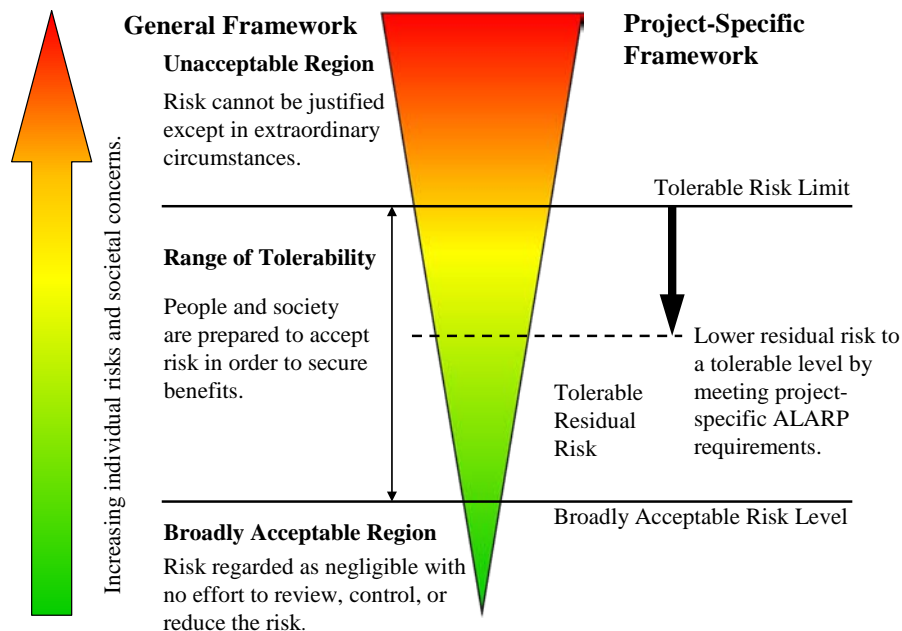 General Framework
Project-Specific
Framework
Unacceptable Region
Risk cannot be justified
except in extraordinary
circumstances.
Tolerable Risk Limit
Range of Tolerability
People and society
are prepared to accept
risk in order to secure
benefits.
Lower residual risk to
a tolerable level by
meeting project-
specific ALARP
requirements.
Tolerable
Residual
Risk
Broadly Acceptable Risk Level
Broadly Acceptable Region
Risk regarded as negligible with
no effort to review, control, or
reduce the risk.
Increasing individual risks and societal concerns.